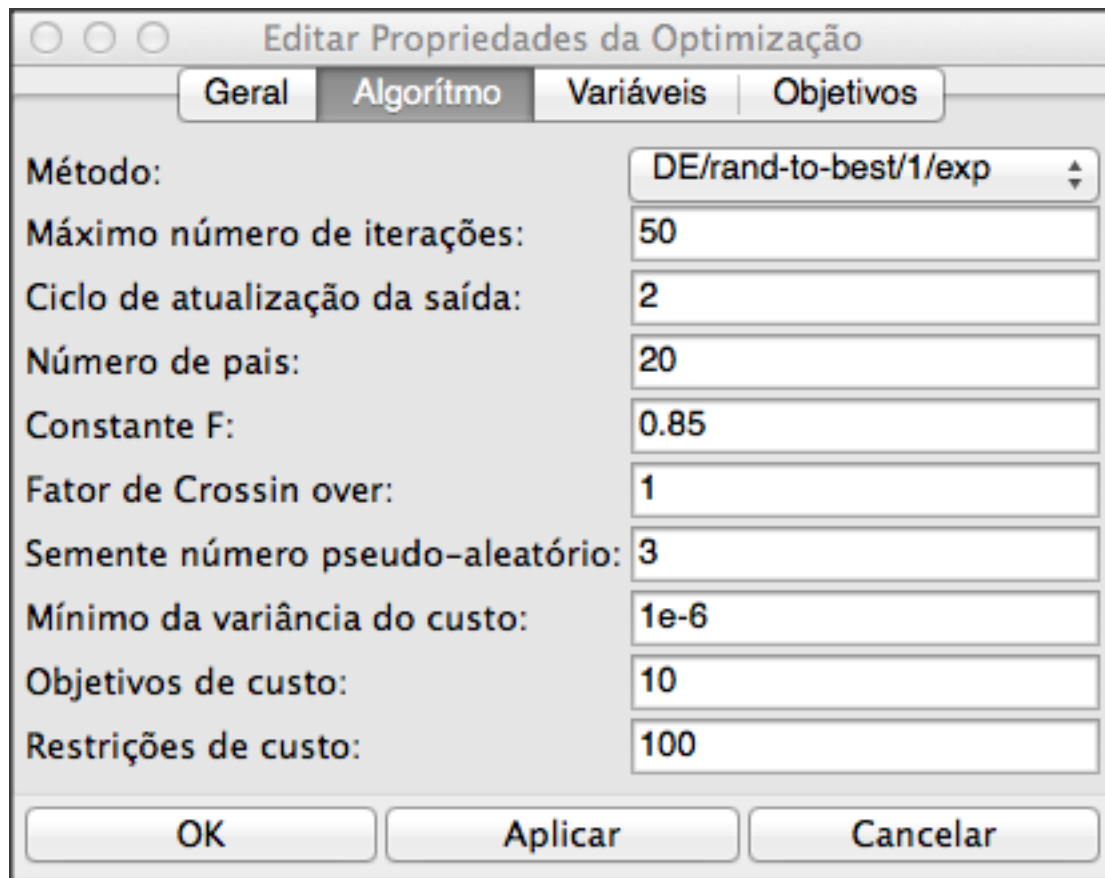 Editar Propriedades da Optimização
Geral Algorítmo Variáveis Objetivos
Método: DE/rand-to-best/1/exp
Máximo número de iterações: 50
Ciclo de atualização da saída: 2
Número de pais: 20
Constante F: 0.85
Fator de Crossin over: 1
Semente número pseudo-aleatório: 3
Mínimo da variância do custo: 1e-6
Objetivos de custo: 10
Restrições de custo: 100
OK Aplicar Cancelar